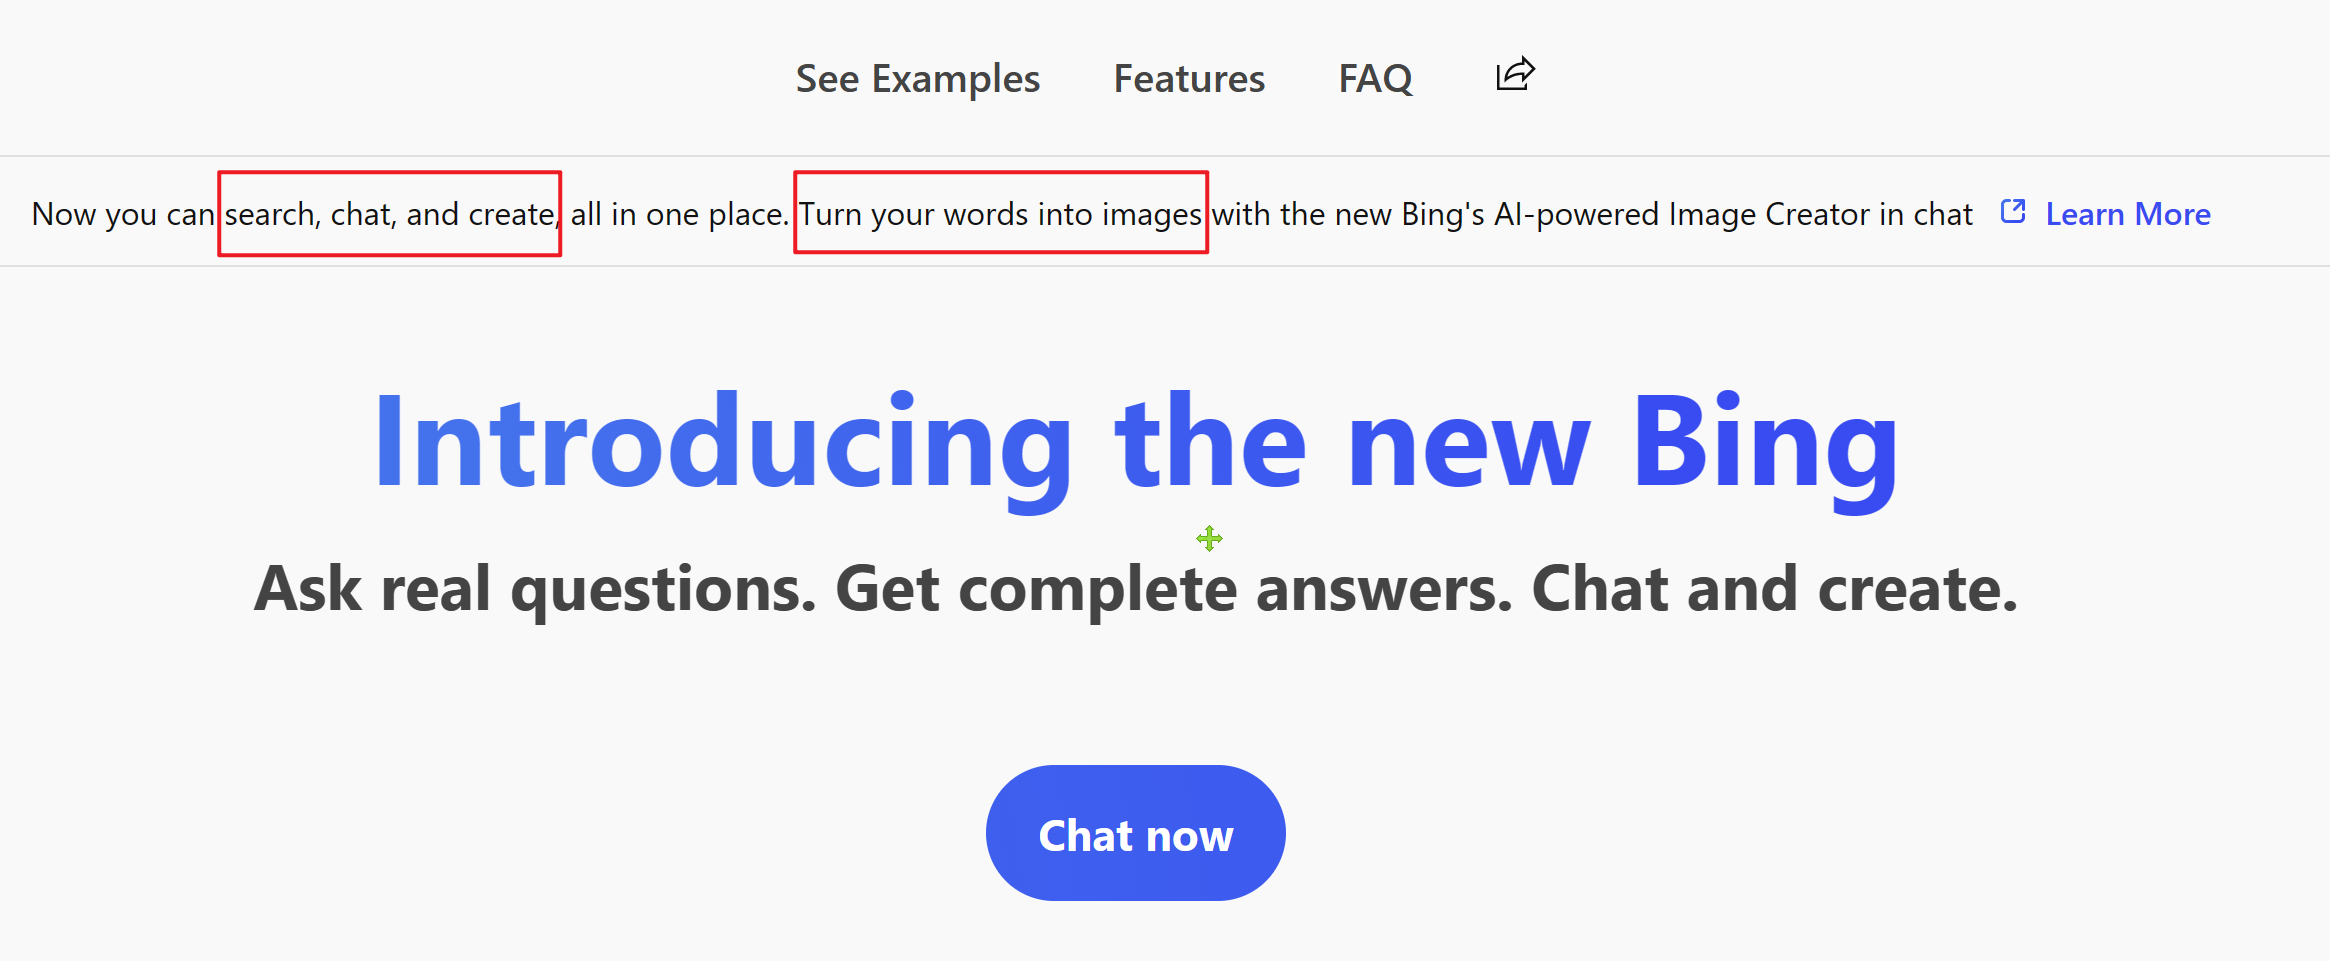 See Examples Features FAQ
Now you can search, chat, and create, all in one place. Turn your words into images with the new Bing's AI-powered Image Creator in chat Learn More
Introducing the new Bing
Ask real questions. Get complete answers. Chat and create.
Chat now